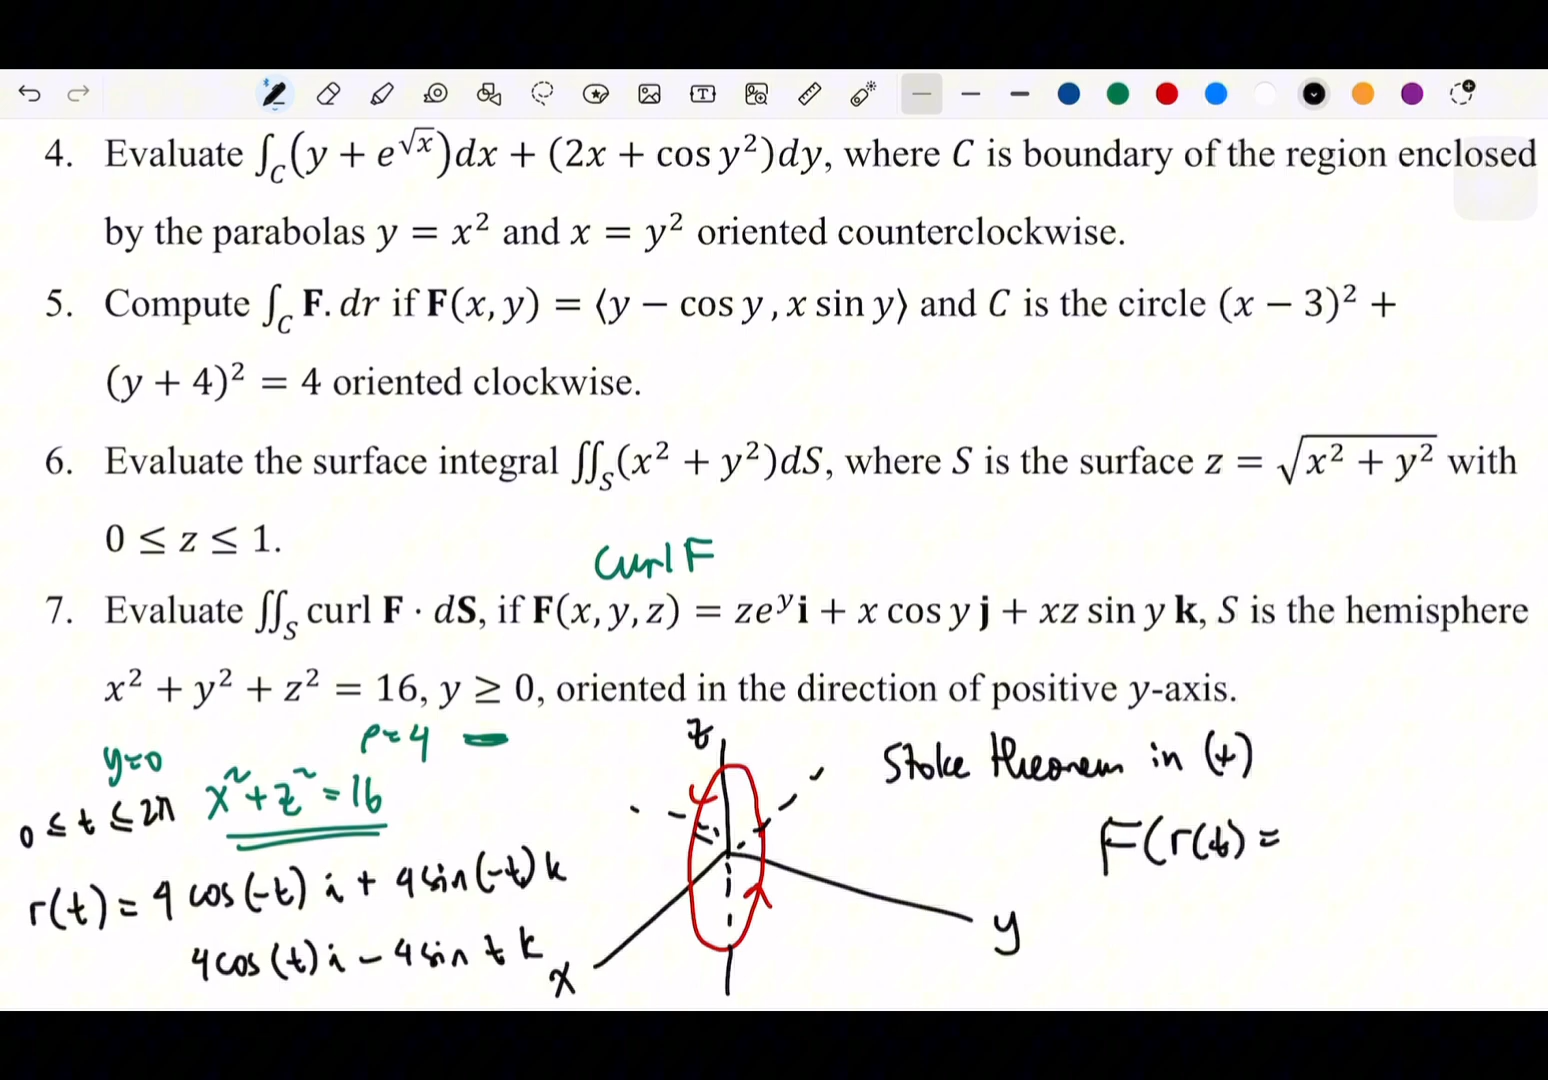 4. Evaluate ∫_C(y + e^√x)dx + (2x + cos y²)dy, where C is boundary of the region enclosed
by the parabolas y = x² and x = y² oriented counterclockwise.
5. Compute ∫_C F. dr if F(x, y) = ⟨y − cos y , x sin y⟩ and C is the circle (x − 3)² +
(y + 4)² = 4 oriented clockwise.
6. Evaluate the surface integral ∬_S(x² + y²)dS, where S is the surface z = √(x² + y²) with
0 ≤ z ≤ 1.
curl F
7. Evaluate ∬_S curl F · dS, if F(x, y, z) = ze^y i + x cos y j + xz sin y k, S is the hemisphere
x² + y² + z² = 16, y ≥ 0, oriented in the direction of positive y-axis.
y=0
ρ=4
0 ≤ t ≤ 2π
x² + z² = 16
r(t) = 4 cos(-t) i + 4 sin(-t) k
4cos(t) i − 4 sin t k
z
x
y
Stoke theorem in (+)
F(r(t) =